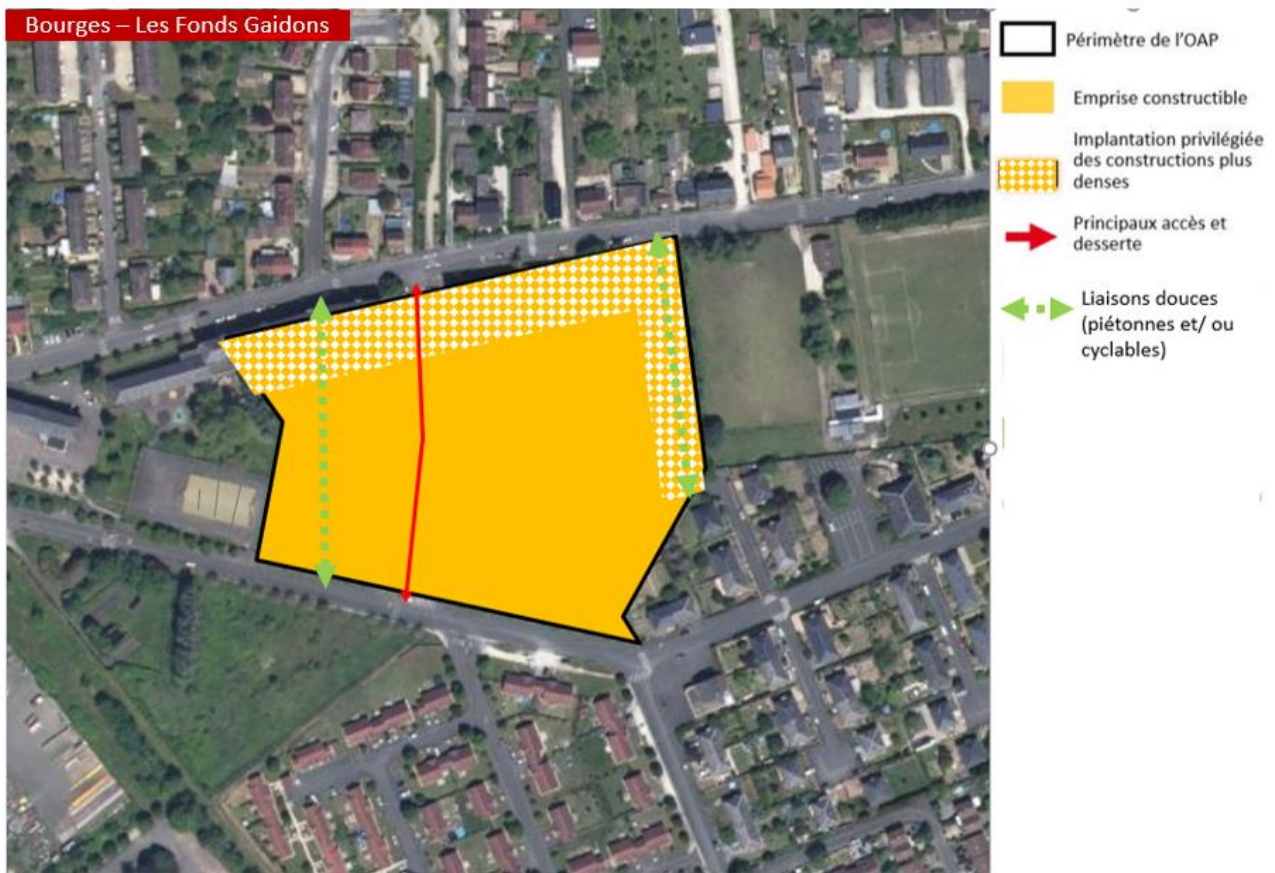 Bourges – Les Fonds Gaidons
Périmètre de l'OAP
Emprise constructible
Implantation privilégiée
des constructions plus
denses
Principaux accès et
desserte
Liaisons douces
(piétonnes et/ ou
cyclables)